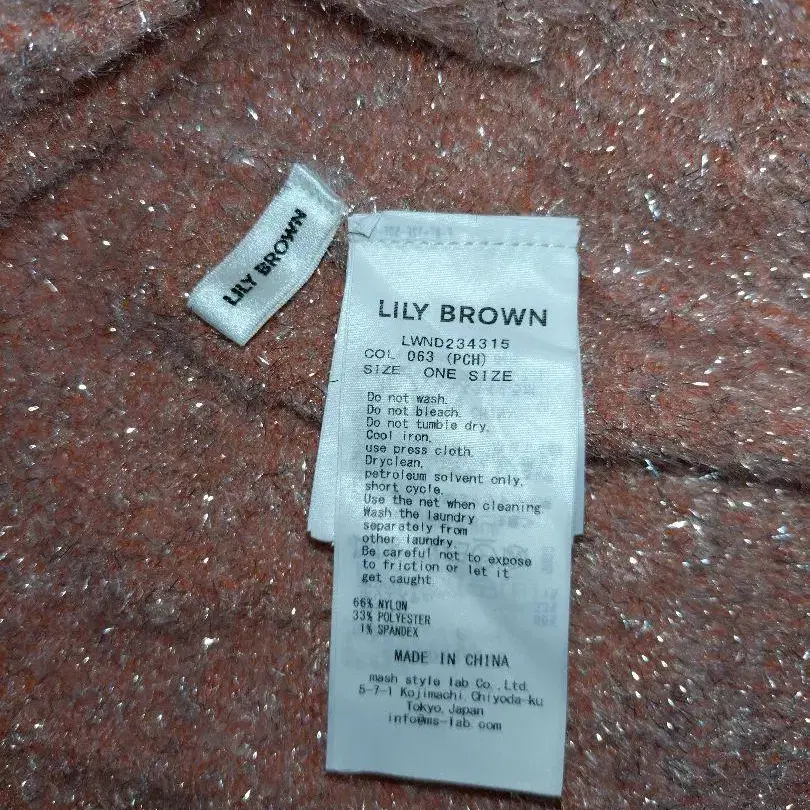 LILY BROWN
LILY BROWN
LWND234315
COL 063 (PCH)
SIZE ONE SIZE
Do not wash.
Do not bleach.
Do not tumble dry.
Cool iron,
use press cloth.
Dryclean,
petroleum solvent only,
short cycle.
Use the net when cleaning
Wash the laundry
separately from
other laundry.
Be careful not to expose
to friction or let it
get caught.
66% NYLON
33% POLYESTER
1% SPANDEX
MADE IN CHINA
mash style lab Co.,Ltd.
5-7-1 Kojimachi Chiyoda-ku
Tokyo, Japan
info@ms-lab.com